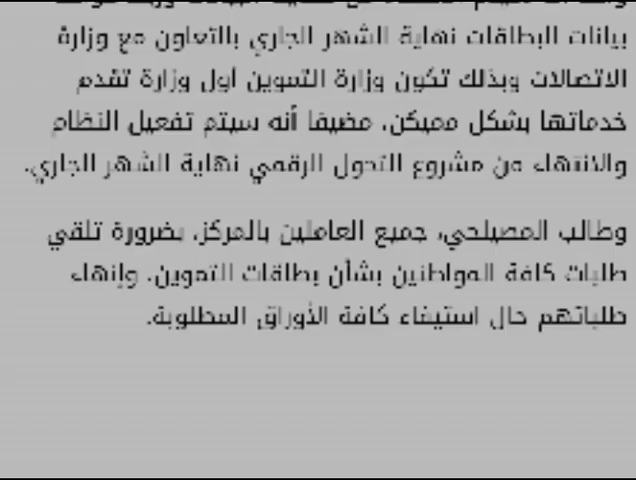 بيانات البطاقات نهاية الشهر الجاري بالتعاون مع وزارة
الاتصالات وبذلك تكون وزارة التموين أول وزارة تقدم
خدماتها بشكل مميكن، مضيفا أنه سيتم تفعيل النظام
والانتهاء من مشروع التحول الرقمي نهاية الشهر الجاري.
وطالب المصيلحي، جميع العاملين بالمركز، بضرورة تلقي
طلبات كافة المواطنين بشأن بطاقات التموين، وإنهاء
طلباتهم حال استيفاء كافة الأوراق المطلوبة.